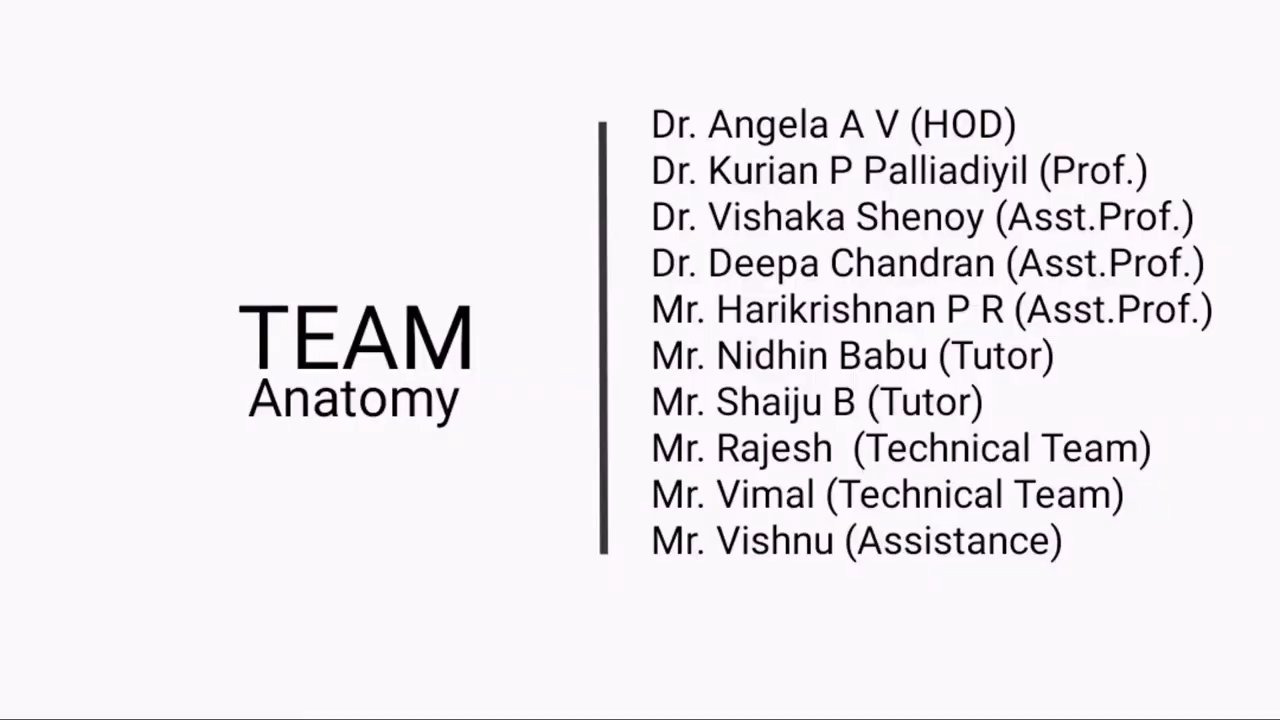 TEAM
Anatomy
Dr. Angela A V (HOD)
Dr. Kurian P Palliadiyil (Prof.)
Dr. Vishaka Shenoy (Asst.Prof.)
Dr. Deepa Chandran (Asst.Prof.)
Mr. Harikrishnan P R (Asst.Prof.)
Mr. Nidhin Babu (Tutor)
Mr. Shaiju B (Tutor)
Mr. Rajesh  (Technical Team)
Mr. Vimal (Technical Team)
Mr. Vishnu (Assistance)